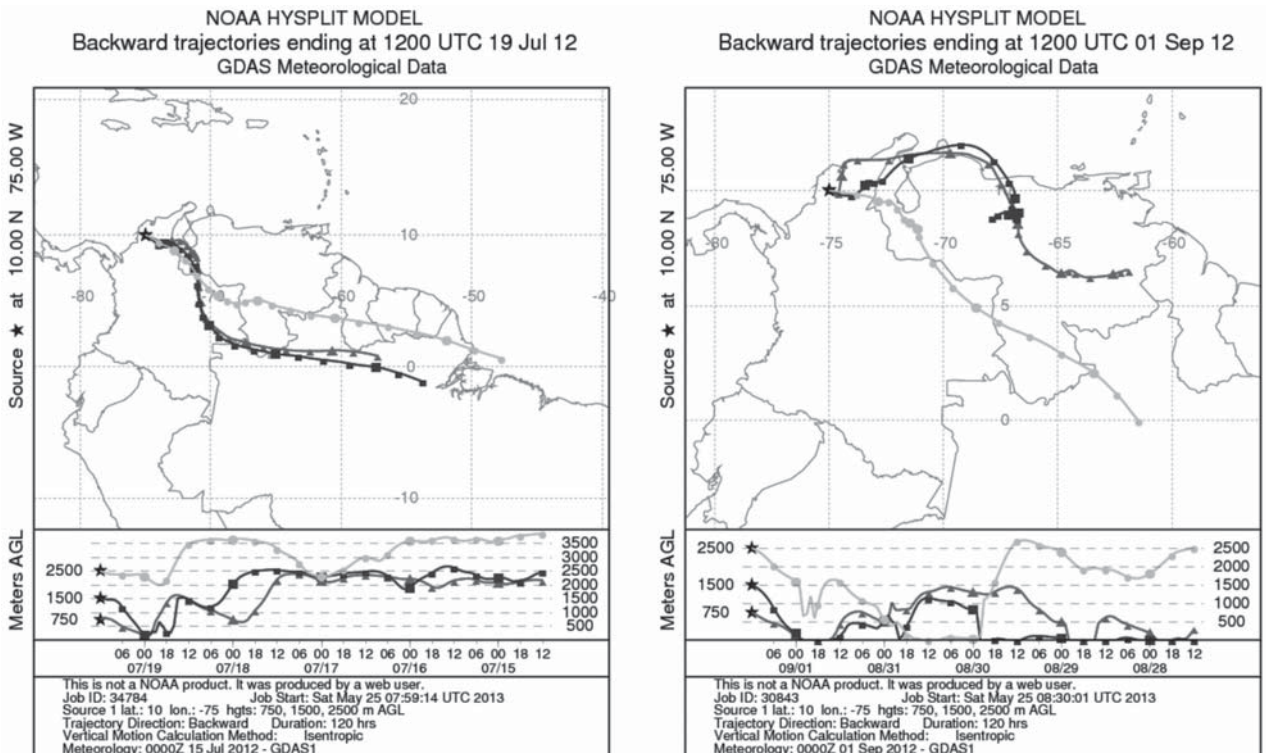 NOAA HYSPLIT MODEL
Backward trajectories ending at 1200 UTC 19 Jul 12
GDAS Meteorological Data
Source ★ at 10.00 N 75.00 W
20
10
-80
-70
-60
-50
-40
0
-10
Meters AGL
2500
1500
750
3500
3000
2500
2000
1500
1000
500
06 00 18 12 06 00 18 12 06 00 18 12 06 00 18 12 06 00 18 12
07/19 07/18 07/17 07/16 07/15
This is not a NOAA product. It was produced by a web user.
Job ID: 34784 Job Start: Sat May 25 07:59:14 UTC 2013
Source 1 lat.: 10 lon.: -75 hgts: 750, 1500, 2500 m AGL
Trajectory Direction: Backward Duration: 120 hrs
Vertical Motion Calculation Method: Isentropic
Meteorology: 0000Z 15 Jul 2012 - GDAS1
NOAA HYSPLIT MODEL
Backward trajectories ending at 1200 UTC 01 Sep 12
GDAS Meteorological Data
Source ★ at 10.00 N 75.00 W
-80
-75
-70
-65
-60
5
0
Meters AGL
2500
1500
750
2500
2000
1500
1000
500
06 00 18 12 06 00 18 12 06 00 18 12 06 00 18 12 06 00 18 12
09/01 08/31 08/30 08/29 08/28
This is not a NOAA product. It was produced by a web user.
Job ID: 30843 Job Start: Sat May 25 08:30:01 UTC 2013
Source 1 lat.: 10 lon.: -75 hgts: 750, 1500, 2500 m AGL
Trajectory Direction: Backward Duration: 120 hrs
Vertical Motion Calculation Method: Isentropic
Meteorology: 0000Z 01 Sep 2012 - GDAS1